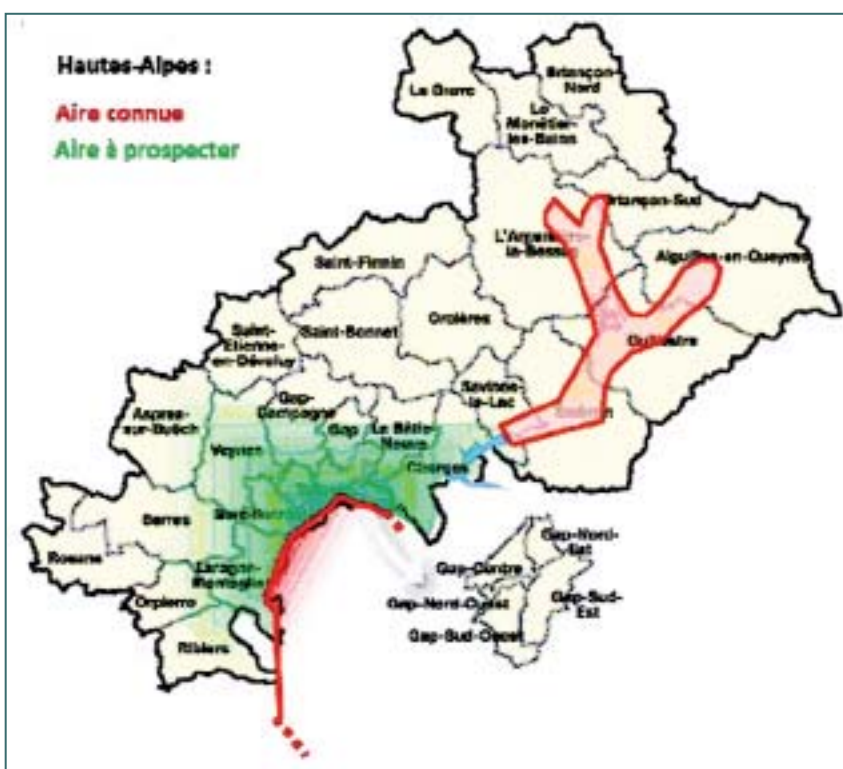 Hautes-Alpes :
Aire connue
Aire à prospecter
La Grave
Briançon-
Nord
Le
Monêtier-
les-Bains
Briançon-Sud
L'Argentière-
la-Bessée
Aiguilles-en-Queyras
Saint-Firmin
Guillestre
Orcières
Saint-Bonnet
Saint-
Etienne-
en-Dévoluy
Savines-
le-Lac
Embrun
Gap-
Campagne
Aspres-
sur-Buëch
Gap
La Bâtie-
Neuve
Veynes
Chorges
Serres
Rosans
Laragne-
Montéglin
Orpierre
Ribiers
Gap-Nord-
Est
Gap-Centre
Gap-Nord-Ouest
Gap-Sud-
Est
Gap-Sud-Ouest